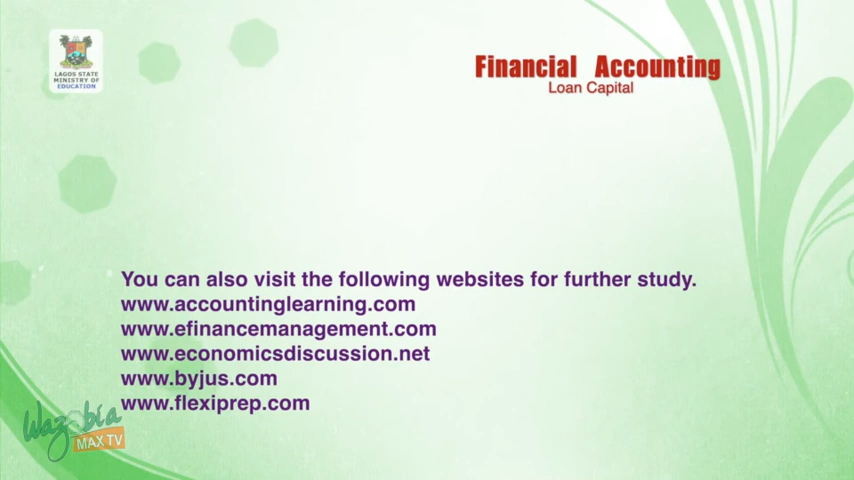 LAGOS STATE
MINISTRY OF
EDUCATION
Financial Accounting
Loan Capital
You can also visit the following websites for further study.
www.accountinglearning.com
www.efinancemanagement.com
www.economicsdiscussion.net
www.byjus.com
www.flexiprep.com
Wazobia
MAX TV